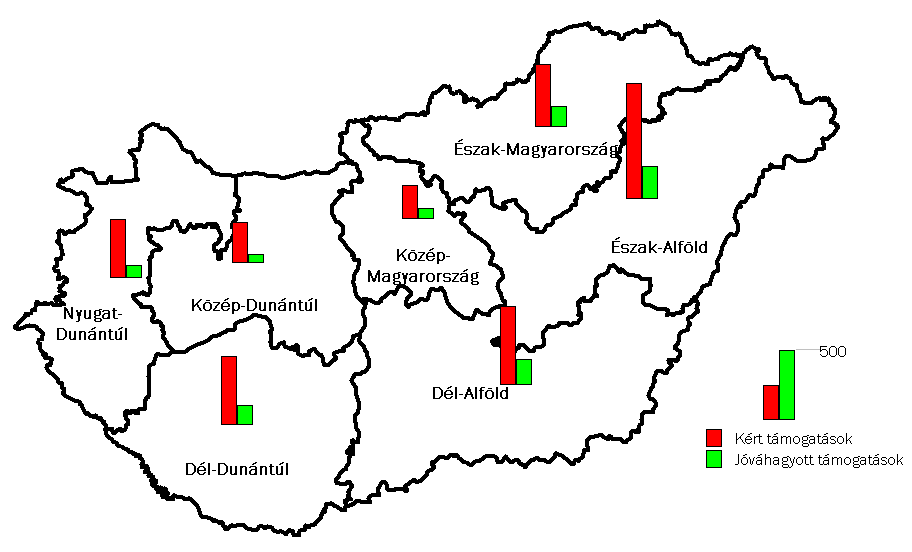 Észak-Magyarország
Észak-Alföld
Közép-
Magyarország
Közép-Dunántúl
Nyugat-
Dunántúl
Dél-Alföld
Dél-Dunántúl
500
Kért támogatások
Jóváhagyott támogatások